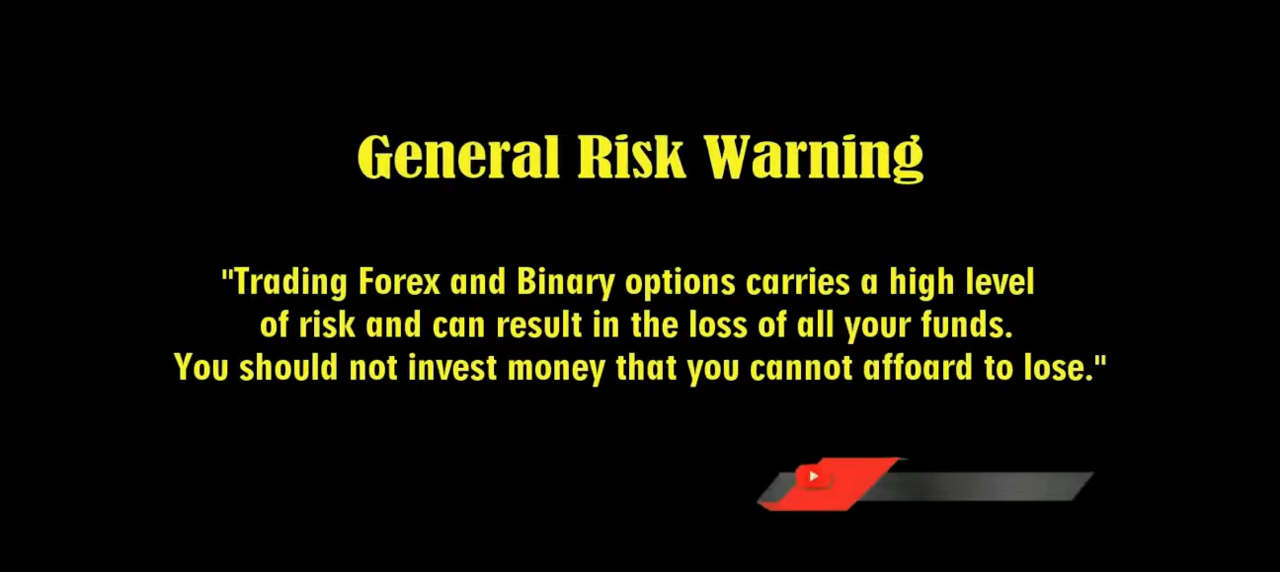 General Risk Warning
"Trading Forex and Binary options carries a high level
of risk and can result in the loss of all your funds.
You should not invest money that you cannot affoard to lose."